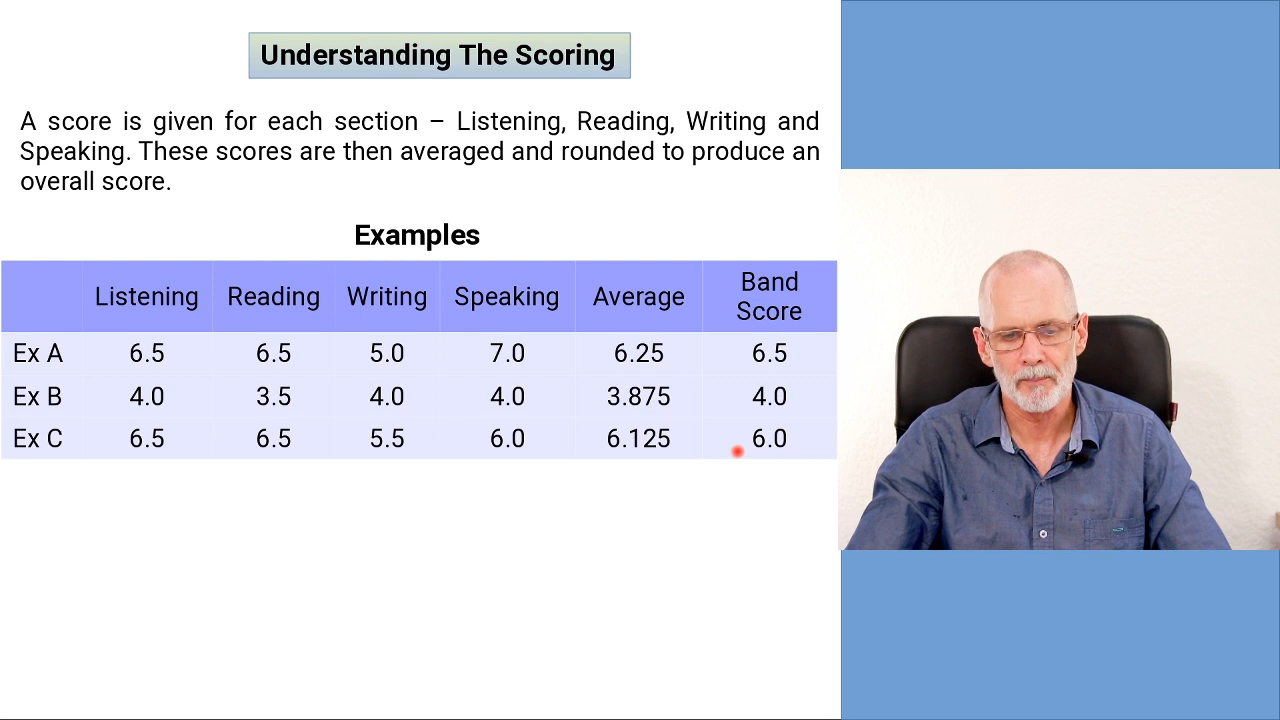 Understanding The Scoring
A score is given for each section – Listening, Reading, Writing and
Speaking. These scores are then averaged and rounded to produce an
overall score.
Examples
Listening Reading Writing Speaking Average Band Score
Ex A 6.5 6.5 5.0 7.0 6.25 6.5
Ex B 4.0 3.5 4.0 4.0 3.875 4.0
Ex C 6.5 6.5 5.5 6.0 6.125 6.0